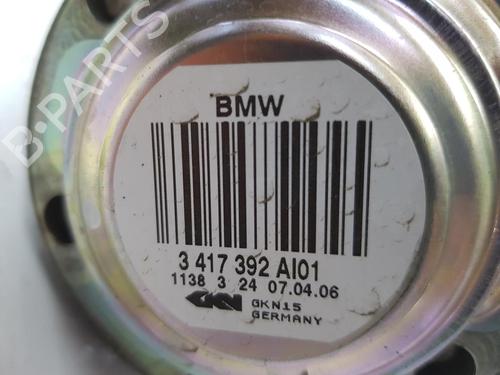 B-PARTS
BMW
3 417 392 AI01
1138 3 24 07.04.06
GKN GKN15
GERMANY